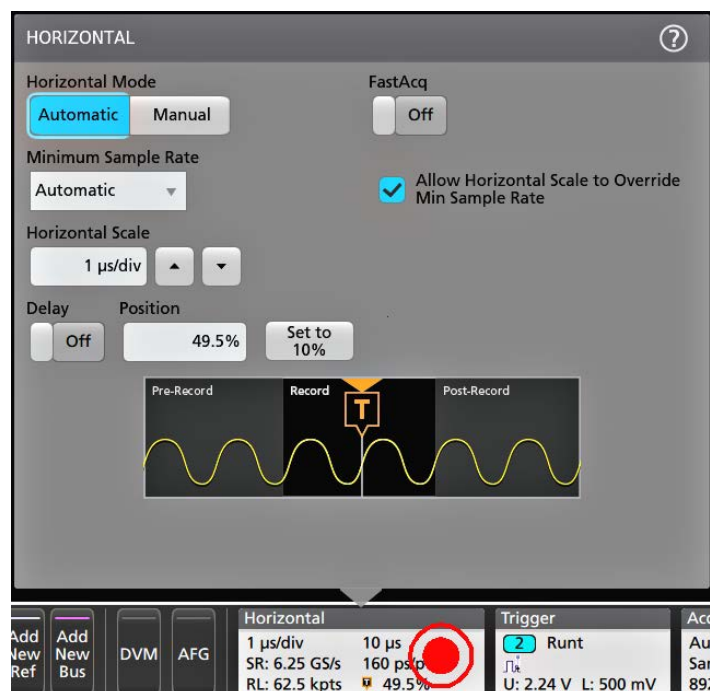 HORIZONTAL
?
Horizontal Mode
FastAcq
Automatic Manual
Off
Minimum Sample Rate
Automatic
Allow Horizontal Scale to Override
Min Sample Rate
Horizontal Scale
1 µs/div
Delay Position
Off 49.5% Set to
10%
Pre-Record Record Post-Record
T
Add
New
Ref
Add
New
Bus
DVM
AFG
Horizontal
1 µs/div 10 µs
SR: 6.25 GS/s 160 ps/p
RL: 62.5 kpts 49.5%
Trigger
2 Runt
U: 2.24 V L: 500 mV